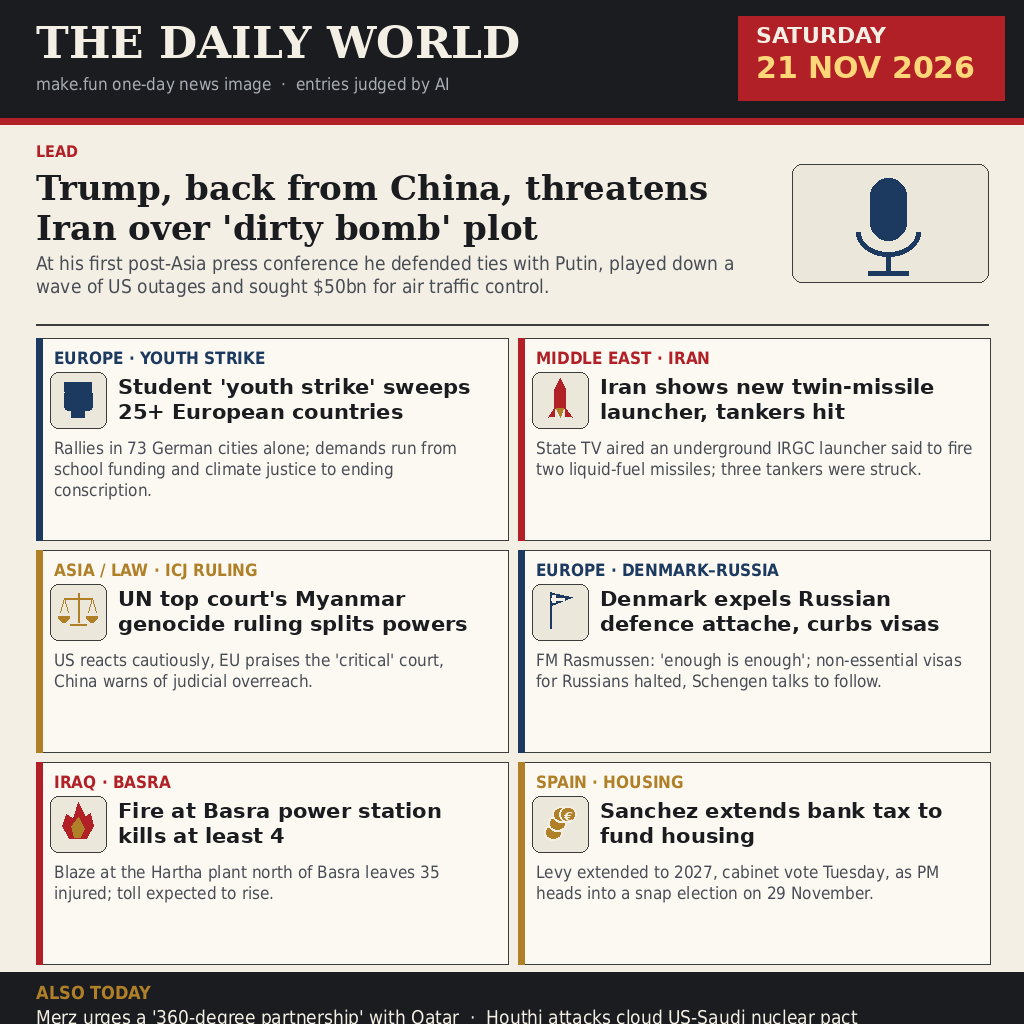 THE DAILY WORLD
make.fun one-day news image · entries judged by AI
SATURDAY
21 NOV 2026
LEAD
Trump, back from China, threatens
Iran over 'dirty bomb' plot
At his first post-Asia press conference he defended ties with Putin, played down a
wave of US outages and sought $50bn for air traffic control.
EUROPE · YOUTH STRIKE
Student 'youth strike' sweeps
25+ European countries
Rallies in 73 German cities alone; demands run from
school funding and climate justice to ending
conscription.
MIDDLE EAST · IRAN
Iran shows new twin-missile
launcher, tankers hit
State TV aired an underground IRGC launcher said to fire
two liquid-fuel missiles; three tankers were struck.
ASIA / LAW · ICJ RULING
UN top court's Myanmar
genocide ruling splits powers
US reacts cautiously, EU praises the 'critical' court,
China warns of judicial overreach.
EUROPE · DENMARK–RUSSIA
Denmark expels Russian
defence attache, curbs visas
FM Rasmussen: 'enough is enough'; non-essential visas
for Russians halted, Schengen talks to follow.
IRAQ · BASRA
Fire at Basra power station
kills at least 4
Blaze at the Hartha plant north of Basra leaves 35
injured; toll expected to rise.
SPAIN · HOUSING
€
Sanchez extends bank tax to
fund housing
Levy extended to 2027, cabinet vote Tuesday, as PM
heads into a snap election on 29 November.
ALSO TODAY
Merz urges a '360-degree partnership' with Qatar · Houthi attacks cloud US-Saudi nuclear pact